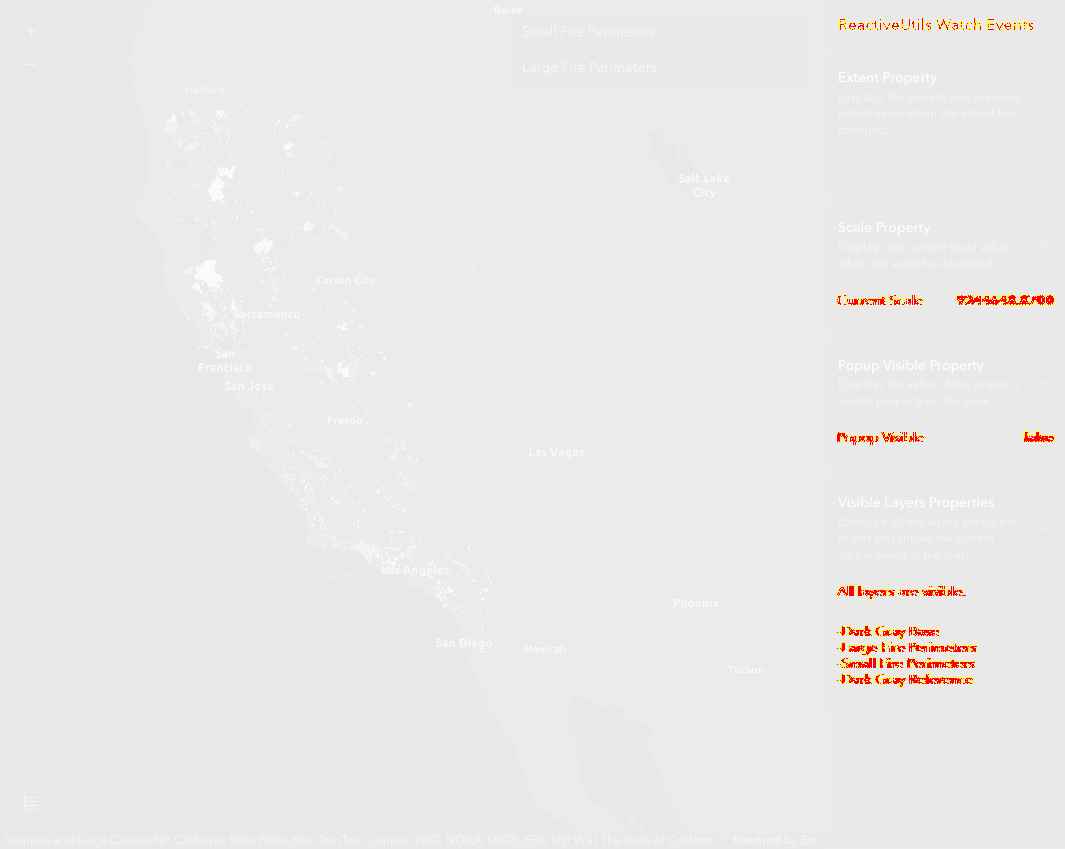 Boise
Small Fire Perimeters
Large Fire Perimeters
Medford
Salt Lake
City
NEVADA
UTAH
Carson City
Sacramento
San
Francisco
San Jose
Fresno
CALIFORNIA
Las Vegas
ARIZONA
Los Angeles
Phoenix
San Diego
Mexicali
Tucson
Sequoia and Kings Canyon NP, California State Parks, Esri, TomTom, Garmin, FAO, NOAA, USGS, EPA, USFWS | The State of Californ...
Powered by Esri
ReactiveUtils Watch Events
Extent Property
Displays the current and previous
extent value when the extent has
changed.
Scale Property
Displays the current scale value
when the scale has changed.
Current Scale
Popup Visible Property
Displays the value of the popup's
visible property on the view.
Popup Visible false
Visible Layers Properties
Checks if all the layers are visible
or not and shows the current
visible layers in the map.
All layers are visible.
-Dark Gray Base
-Large Fire Perimeters
-Small Fire Perimeters
-Dark Gray Reference